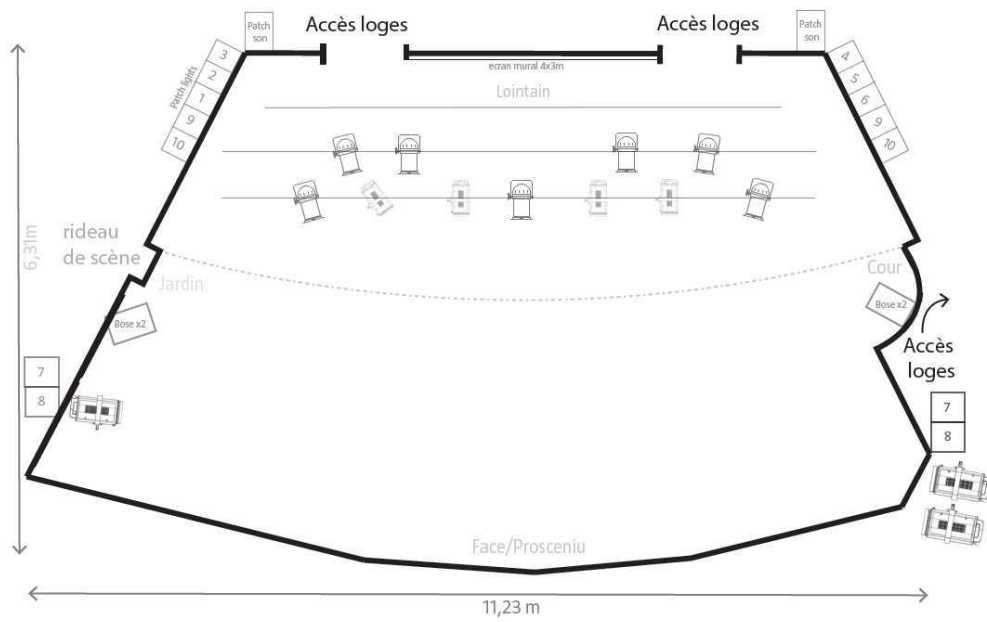 Patch
son
Accès loges
Accès loges
Patch
son
3
2
1
9
10
Patch lights
4
5
6
9
10
ecran mural 4x3m
Lointain
6,31m
rideau
de scène
Jardin
Cour
Bose x2
Bose x2
Accès
loges
7
8
7
8
Face/Prosceniu
11,23 m